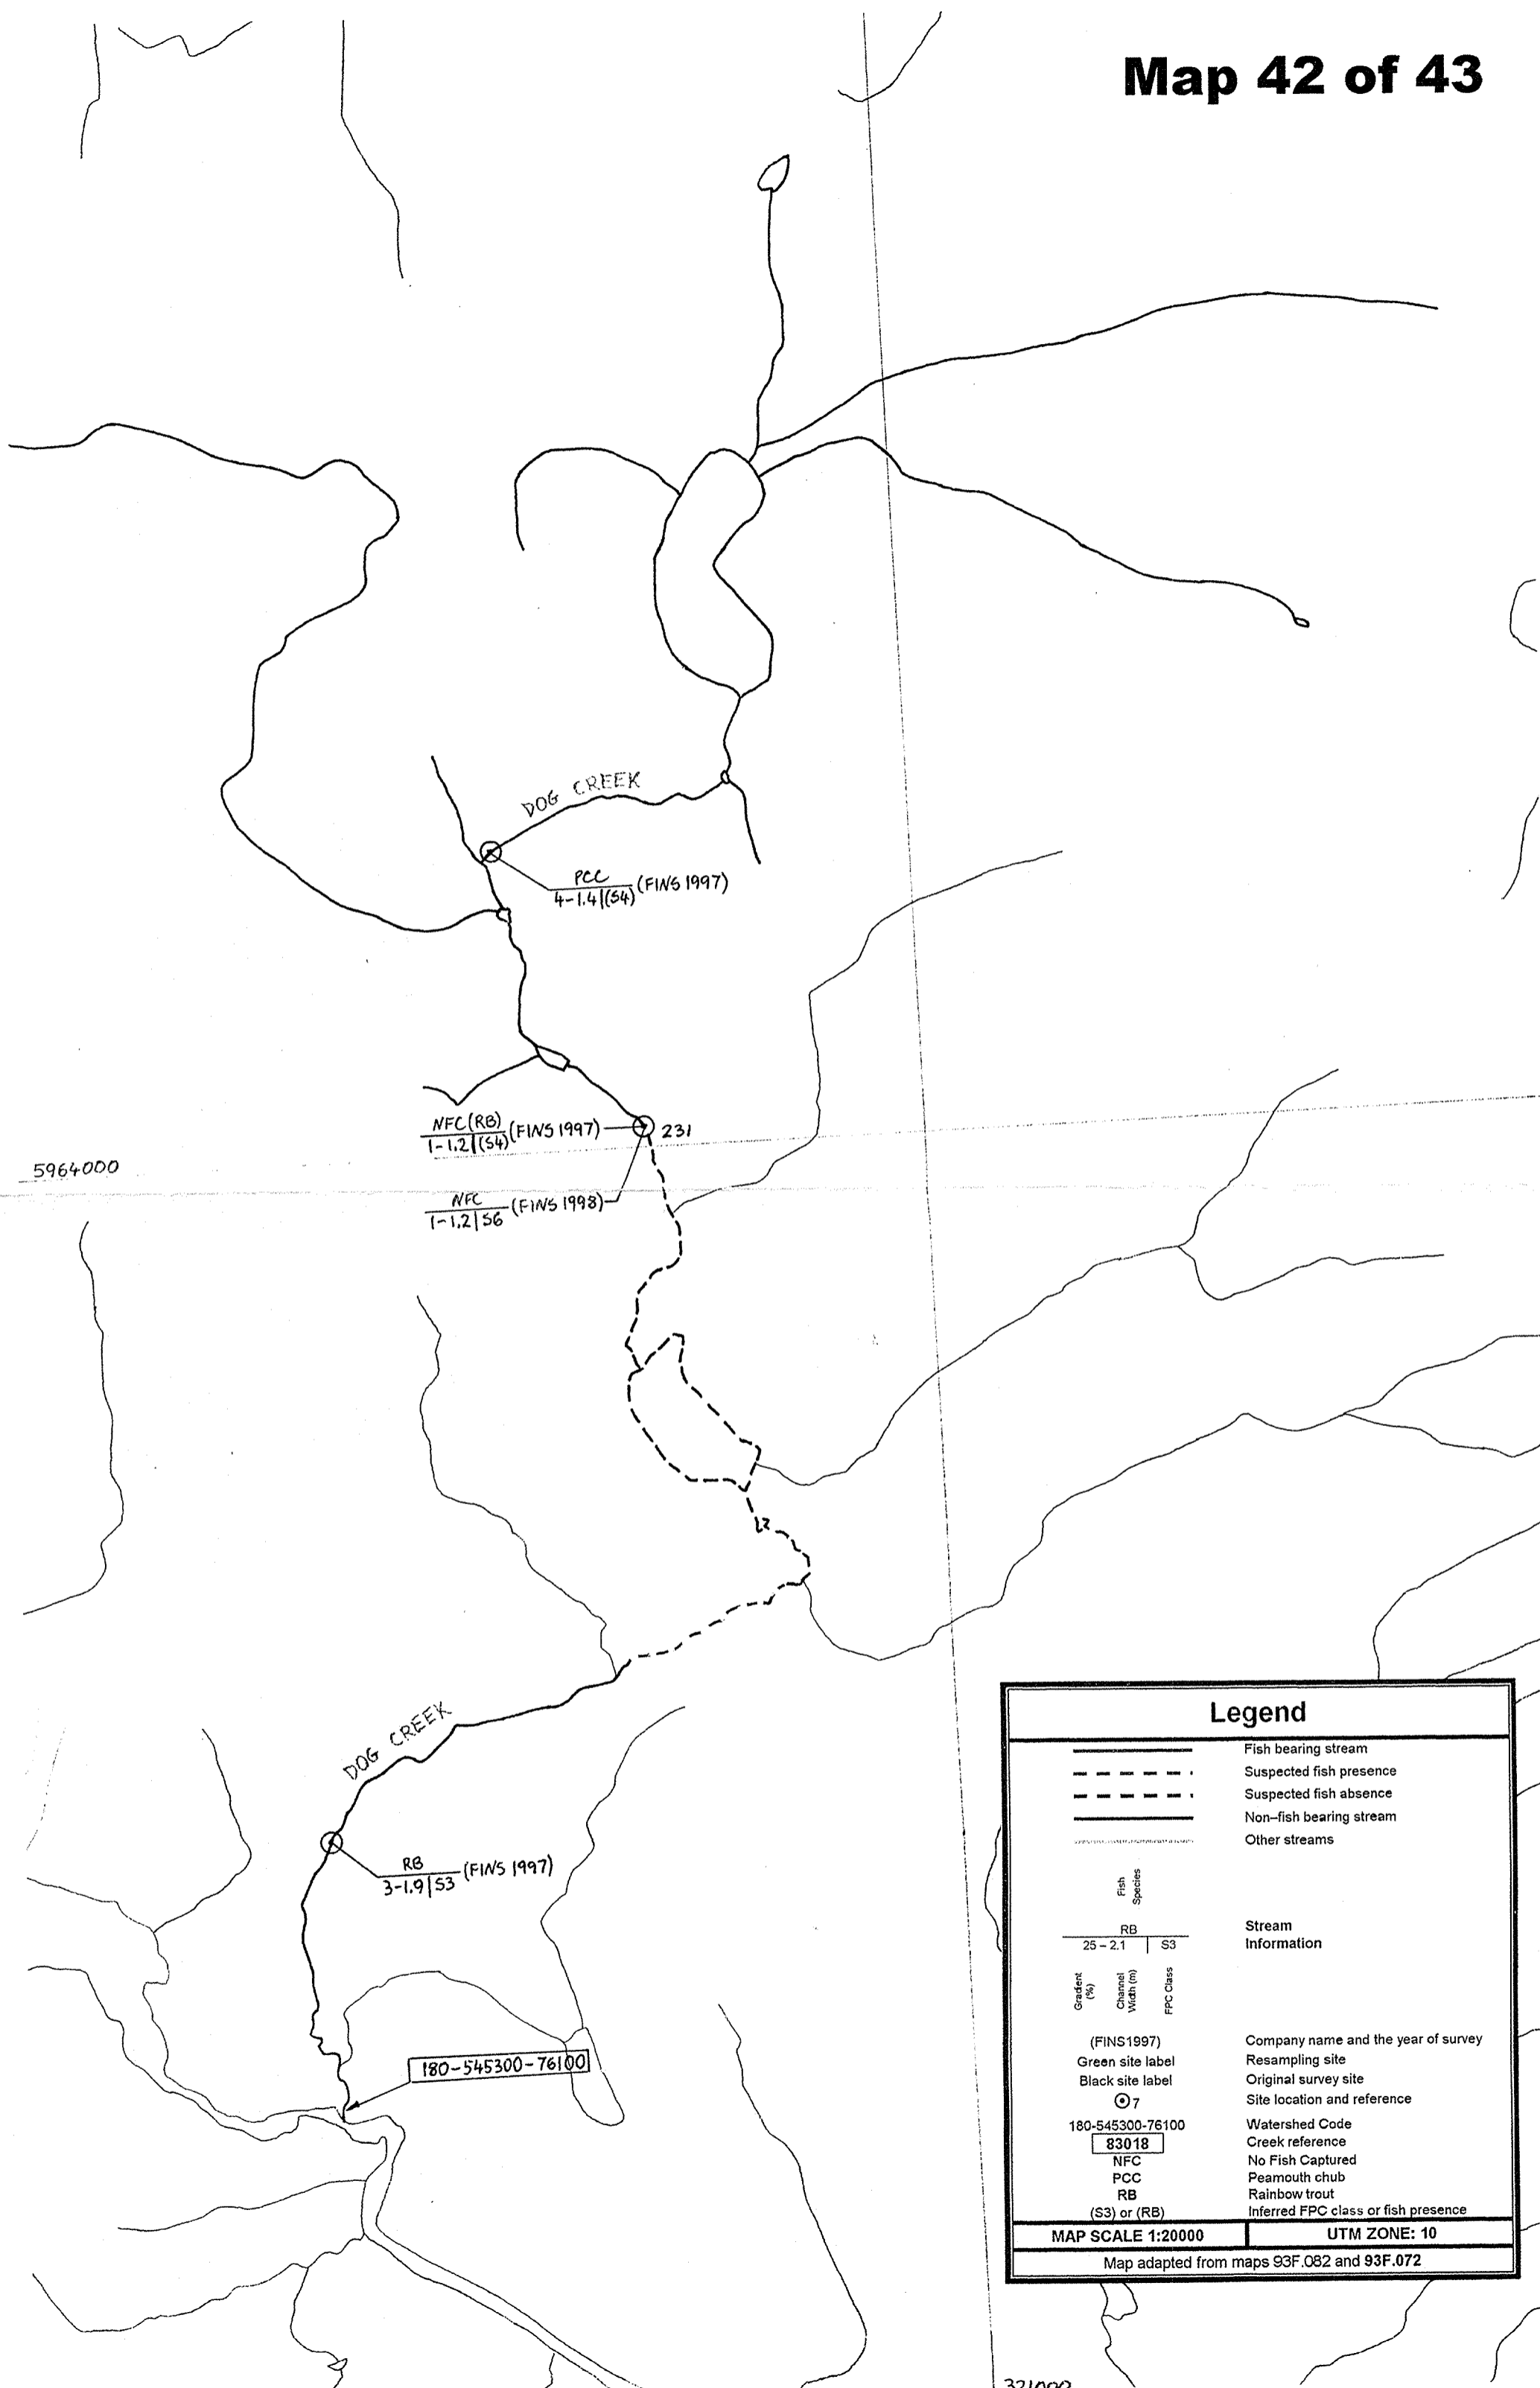 Map 42 of 43
DOG CREEK
PCC
4-1.4|(S4) (FINS 1997)
NFC(RB)
1-1.2|(S4) (FINS 1997)
231
5964000
NFC
1-1.2|S6 (FINS 1998)
DOG CREEK
RB
3-1.9|S3 (FINS 1997)
180-545300-76100
Legend
Fish bearing stream
Suspected fish presence
Suspected fish absence
Non-fish bearing stream
Other streams
Fish
Species
RB
25 – 2.1 | S3
Stream
Information
Gradient
(%)
Channel
Width (m)
FPC Class
(FINS1997) Company name and the year of survey
Green site label Resampling site
Black site label Original survey site
7 Site location and reference
180-545300-76100 Watershed Code
83018 Creek reference
NFC No Fish Captured
PCC Peamouth chub
RB Rainbow trout
(S3) or (RB) Inferred FPC class or fish presence
MAP SCALE 1:20000 UTM ZONE: 10
Map adapted from maps 93F.082 and 93F.072